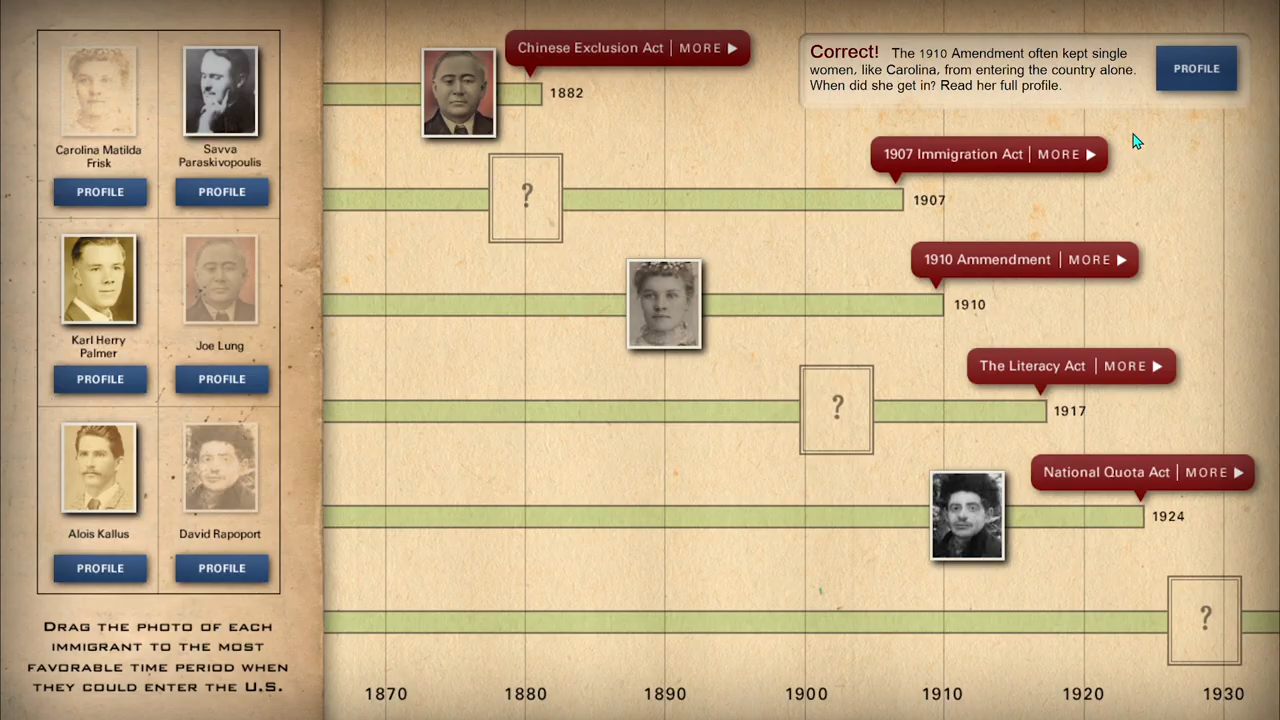 Carolina Matilda
Frisk
PROFILE
Savva
Paraskivopoulis
PROFILE
Karl Herry
Palmer
PROFILE
Joe Lung
PROFILE
Alois Kallus
PROFILE
David Rapoport
PROFILE
DRAG THE PHOTO OF EACH
IMMIGRANT TO THE MOST
FAVORABLE TIME PERIOD WHEN
THEY COULD ENTER THE U.S.
Chinese Exclusion Act | MORE ▶
1882
Correct! The 1910 Amendment often kept single
women, like Carolina, from entering the country alone.
When did she get in? Read her full profile.
PROFILE
1907 Immigration Act | MORE ▶
?
1907
1910 Ammendment | MORE ▶
1910
The Literacy Act | MORE ▶
?
1917
National Quota Act | MORE ▶
1924
?
1870 1880 1890 1900 1910 1920 1930